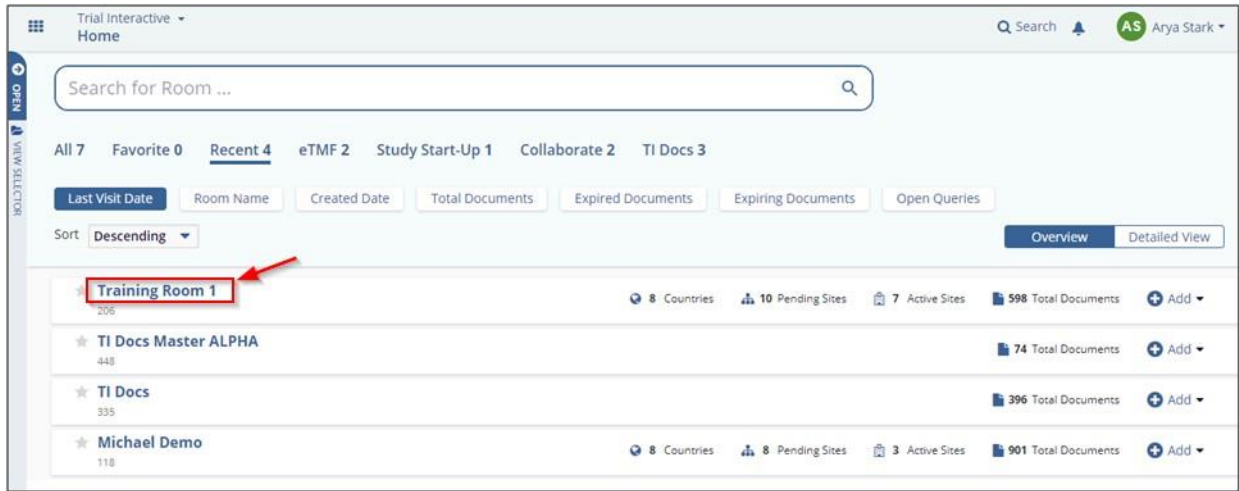 Trial Interactive
Home
Search
AS Arya Stark
OPEN
VIEW SELECTOR
Search for Room ...
All 7 Favorite 0 Recent 4 eTMF 2 Study Start-Up 1 Collaborate 2 TI Docs 3
Last Visit Date Room Name Created Date Total Documents Expired Documents Expiring Documents Open Queries
Sort Descending Overview Detailed View
Training Room 1 8 Countries 10 Pending Sites 7 Active Sites 598 Total Documents Add
206
TI Docs Master ALPHA 74 Total Documents Add
448
TI Docs 396 Total Documents Add
335
Michael Demo 8 Countries 8 Pending Sites 3 Active Sites 901 Total Documents Add
118